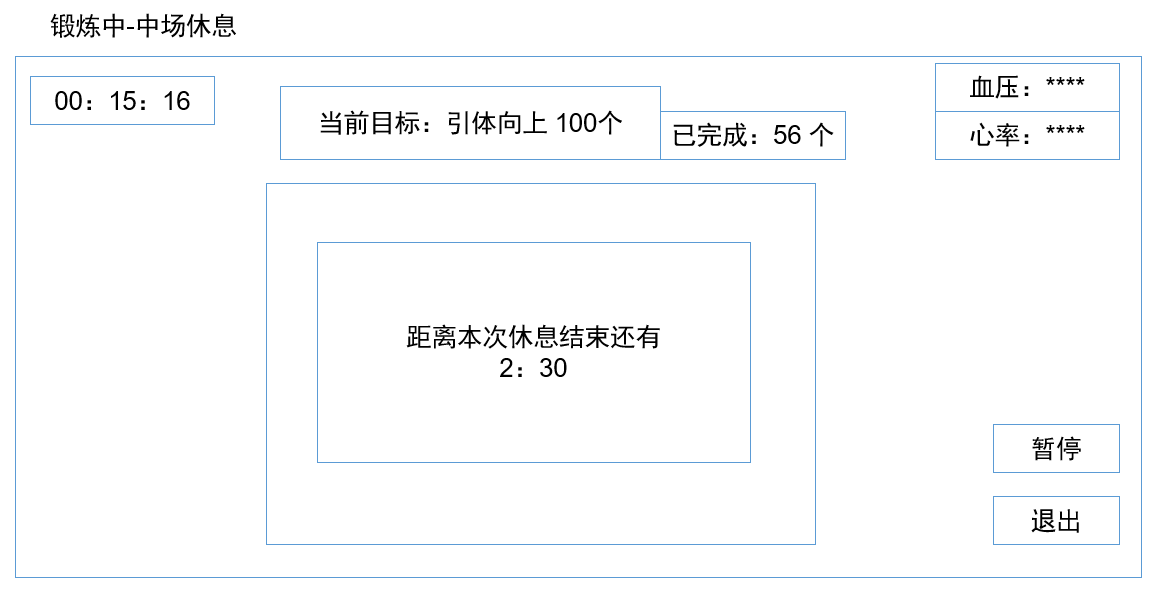 锻炼中-中场休息
00：15：16
当前目标：引体向上 100个
已完成：56 个
血压：****
心率：****
距离本次休息结束还有
2：30
暂停
退出